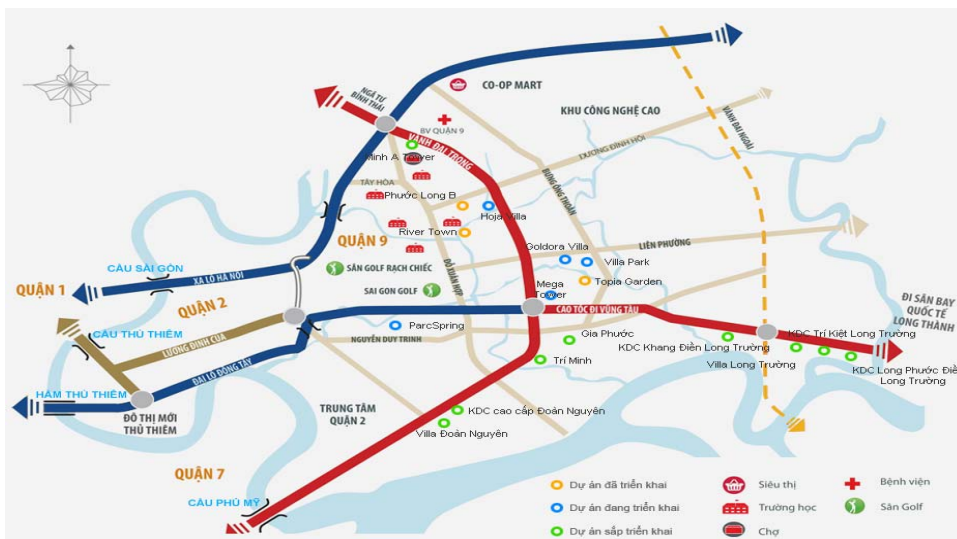 CO-OP MART
NGÃ TƯ
BÌNH THÁI
KHU CÔNG NGHỆ CAO
VÀNH ĐAI NGOÀI
BV QUẬN 9
VÀNH ĐAI TRONG
Minh A Tower
DƯƠNG ĐÌNH HỘI
TÂY HÒA
Phước Long B
BƯNG ÔNG THOÀN
Hoja Villa
River Town
QUẬN 9
Goldora Villa
LIÊN PHƯỜNG
Villa Park
CẦU SÀI GÒN
XA LỘ HÀ NỘI
SÂN GOLF RẠCH CHIẾC
ĐỖ XUÂN HỢP
SAI GON GOLF
QUẬN 1
QUẬN 2
Mega
Tower
Topia Garden
CAO TỐC ĐI VŨNG TÀU
ĐI SÂN BAY
QUỐC TẾ
LONG THÀNH
CẦU THỦ THIÊM
LƯƠNG ĐỊNH CỦA
ParcSpring
NGUYỄN DUY TRINH
Gia Phước
KDC Trí Kiệt Long Trường
KDC Khang Điền Long Trường
Trí Minh
Villa Long Trường
KDC Long Phước Điề
Long Trường
ĐẠI LỘ ĐÔNG TÂY
HẦM THỦ THIÊM
ĐÔ THỊ MỚI
THỦ THIÊM
TRUNG TÂM
QUẬN 2
KDC cao cấp Đoàn Nguyên
Villa Đoàn Nguyên
QUẬN 7
CẦU PHÚ MỸ
Dự án đã triển khai
Siêu thị
Bệnh viện
Dự án đang triển khai
Trường học
Sân Golf
Dự án sắp triển khai
Chợ